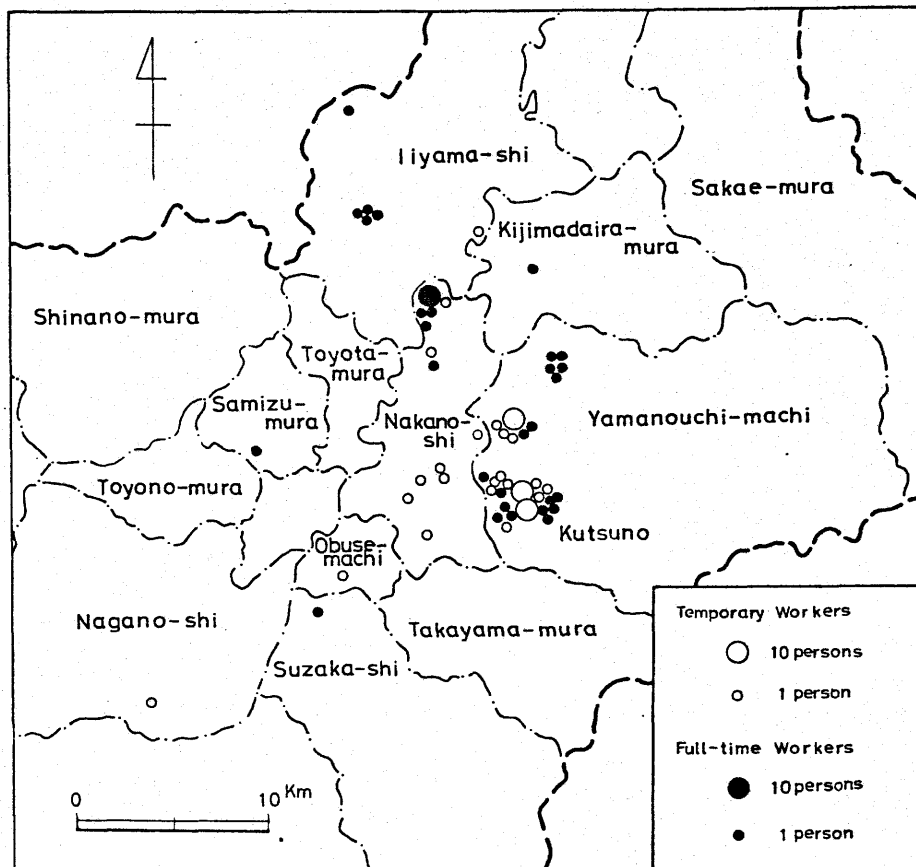 Iiyama-shi
Sakae-mura
Kijimadaira-
mura
Shinano-mura
Toyota-
mura
Samizu-
mura
Nakano-
shi
Yamanouchi-machi
Toyono-mura
Kutsuno
Obuse-
machi
Nagano-shi
Takayama-mura
Suzaka-shi
0 10 Km
Temporary Workers
10 persons
1 person
Full-time Workers
10 persons
1 person